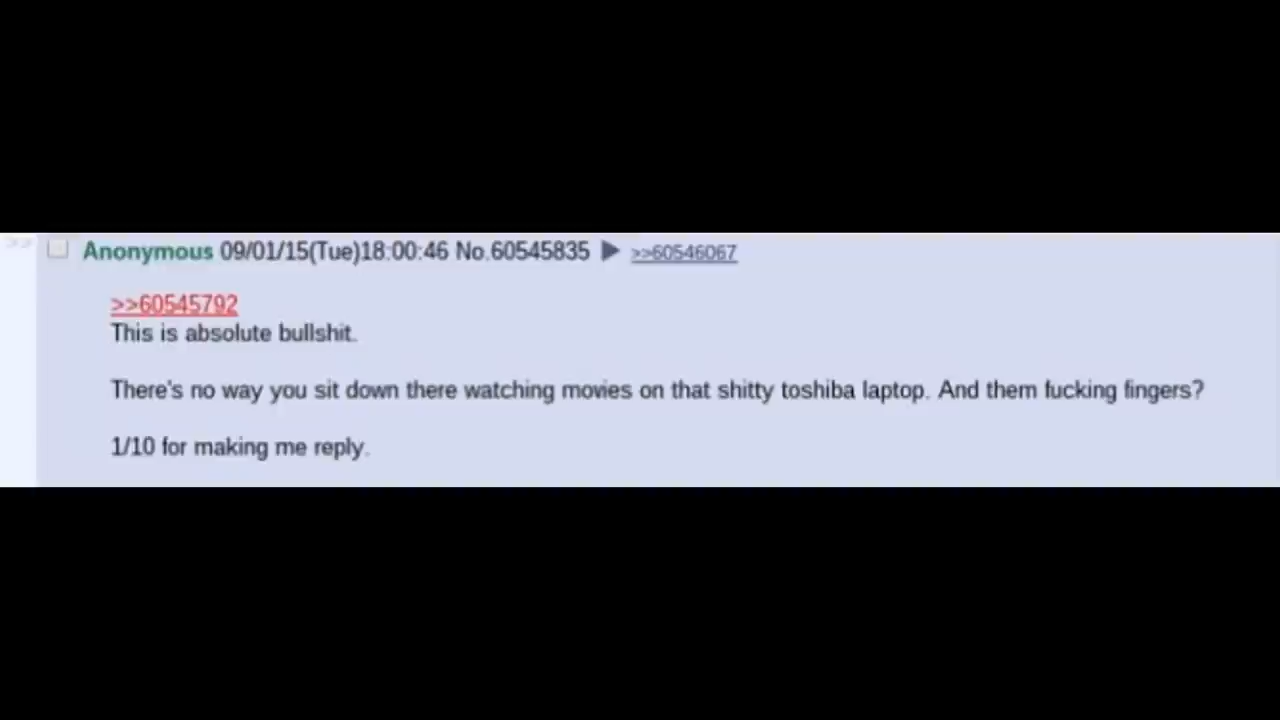 >> Anonymous 09/01/15(Tue)18:00:46 No.60545835 ▶ >>60546067
>>60545792
This is absolute bullshit.
There's no way you sit down there watching movies on that shitty toshiba laptop. And them fucking fingers?
1/10 for making me reply.